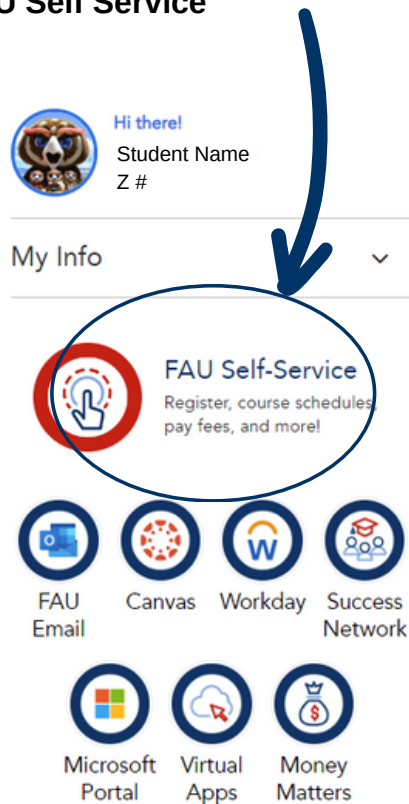 U Self Service
Hi there!
Student Name
Z #
My Info
FAU Self-Service
Register, course schedules,
pay fees, and more!
FAU Email
Canvas
Workday
Success Network
Microsoft Portal
Virtual Apps
Money Matters